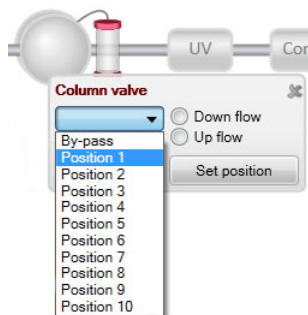 UV
Con
Column valve
Down flow
Up flow
Set position
By-pass
Position 1
Position 2
Position 3
Position 4
Position 5
Position 6
Position 7
Position 8
Position 9
Position 10